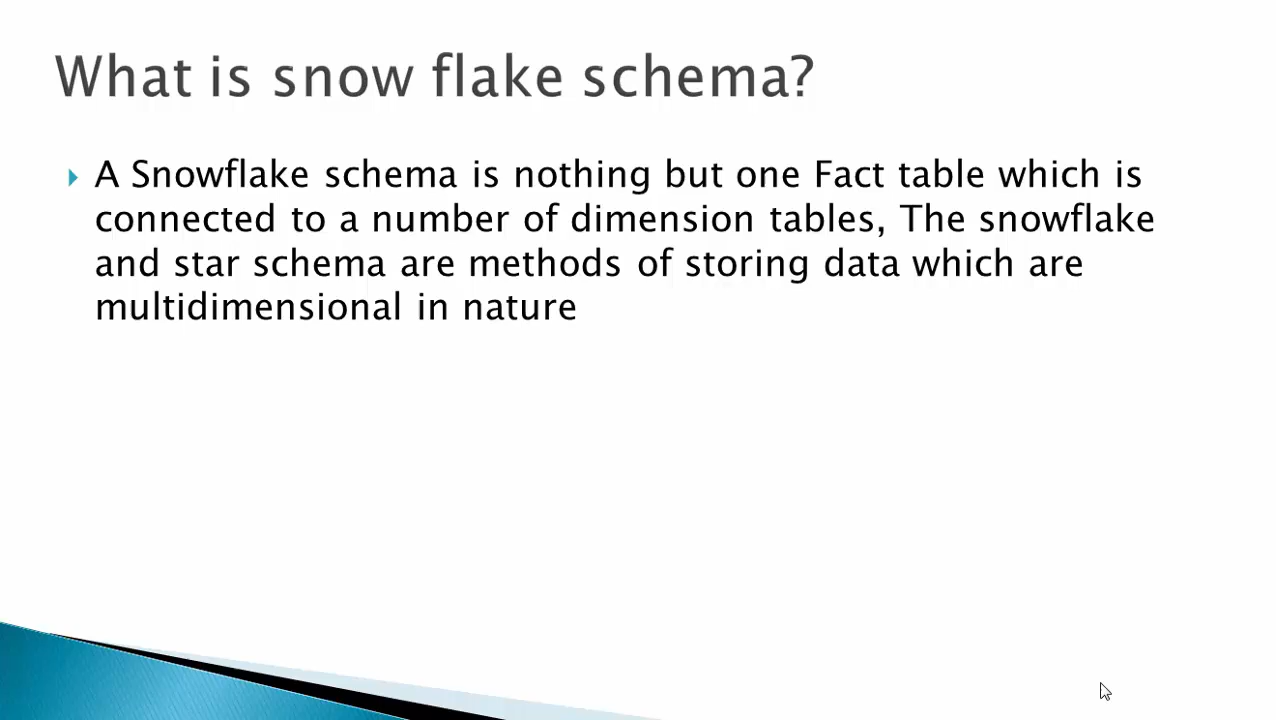 What is snow flake schema?
A Snowflake schema is nothing but one Fact table which is
connected to a number of dimension tables, The snowflake
and star schema are methods of storing data which are
multidimensional in nature